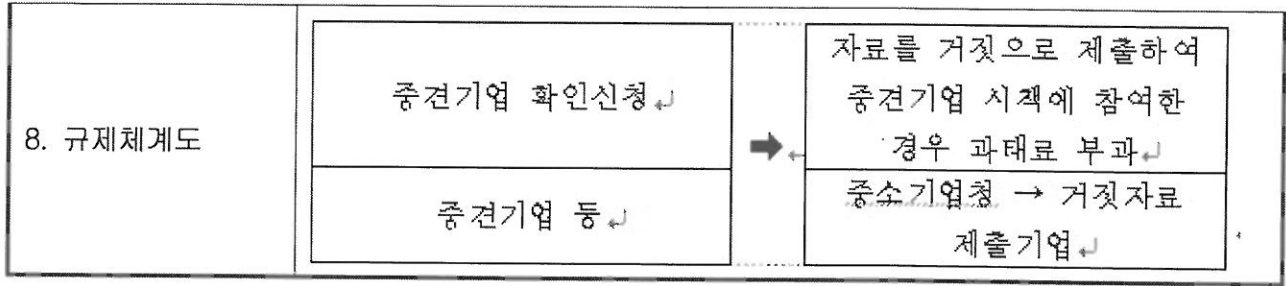 8. 규제체계도
중견기업 확인신청
중견기업 등
➡
자료를 거짓으로 제출하여
중견기업 시책에 참여한
경우 과태료 부과
중소기업청 → 거짓자료
제출기업